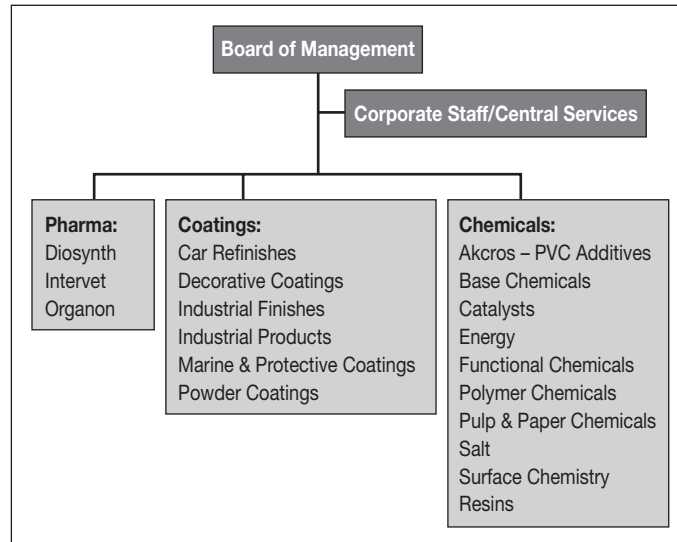 Board of Management
Corporate Staff/Central Services
Pharma:
Diosynth
Intervet
Organon
Coatings:
Car Refinishes
Decorative Coatings
Industrial Finishes
Industrial Products
Marine & Protective Coatings
Powder Coatings
Chemicals:
Akcros – PVC Additives
Base Chemicals
Catalysts
Energy
Functional Chemicals
Polymer Chemicals
Pulp & Paper Chemicals
Salt
Surface Chemistry
Resins